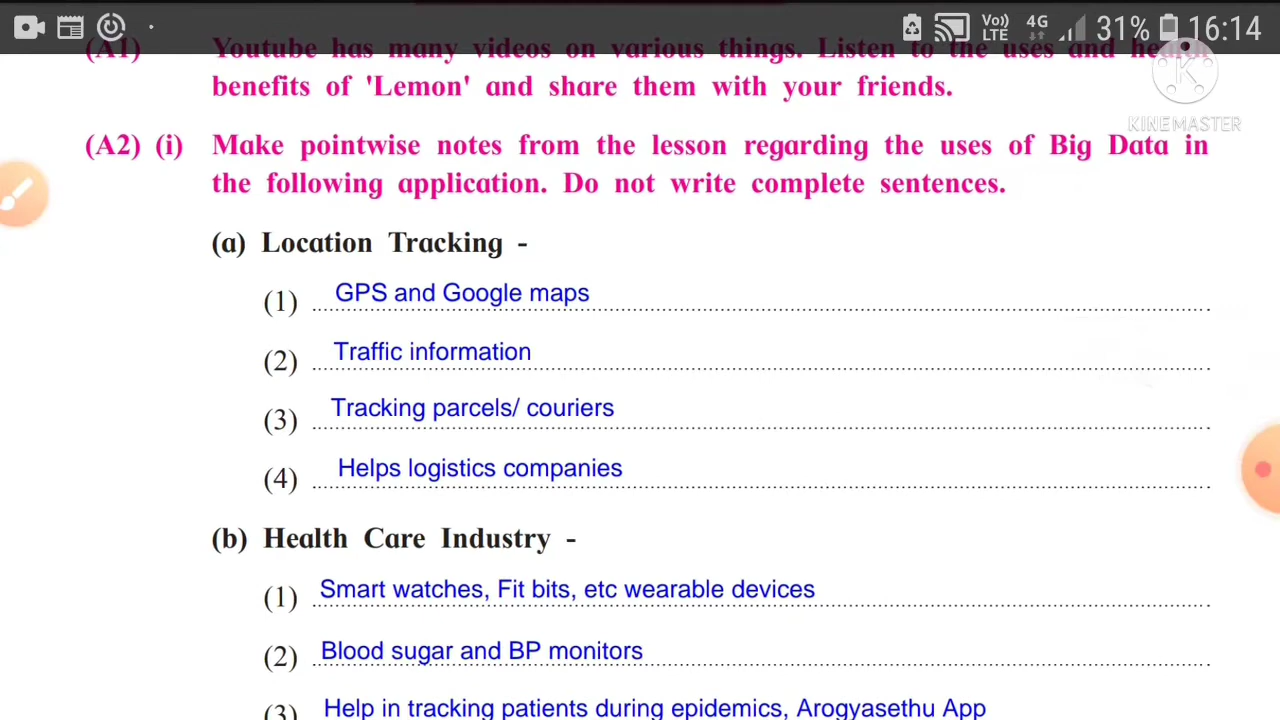 Vo)) LTE 4G 31% 16:14
(A1) Youtube has many videos on various things. Listen to the uses and health
benefits of 'Lemon' and share them with your friends.
K
KINEMASTER
(A2) (i) Make pointwise notes from the lesson regarding the uses of Big Data in
the following application. Do not write complete sentences.
(a) Location Tracking -
(1) GPS and Google maps
(2) Traffic information
(3) Tracking parcels/ couriers
(4) Helps logistics companies
(b) Health Care Industry -
(1) Smart watches, Fit bits, etc wearable devices
(2) Blood sugar and BP monitors
(3) Help in tracking patients during epidemics, Arogyasethu App